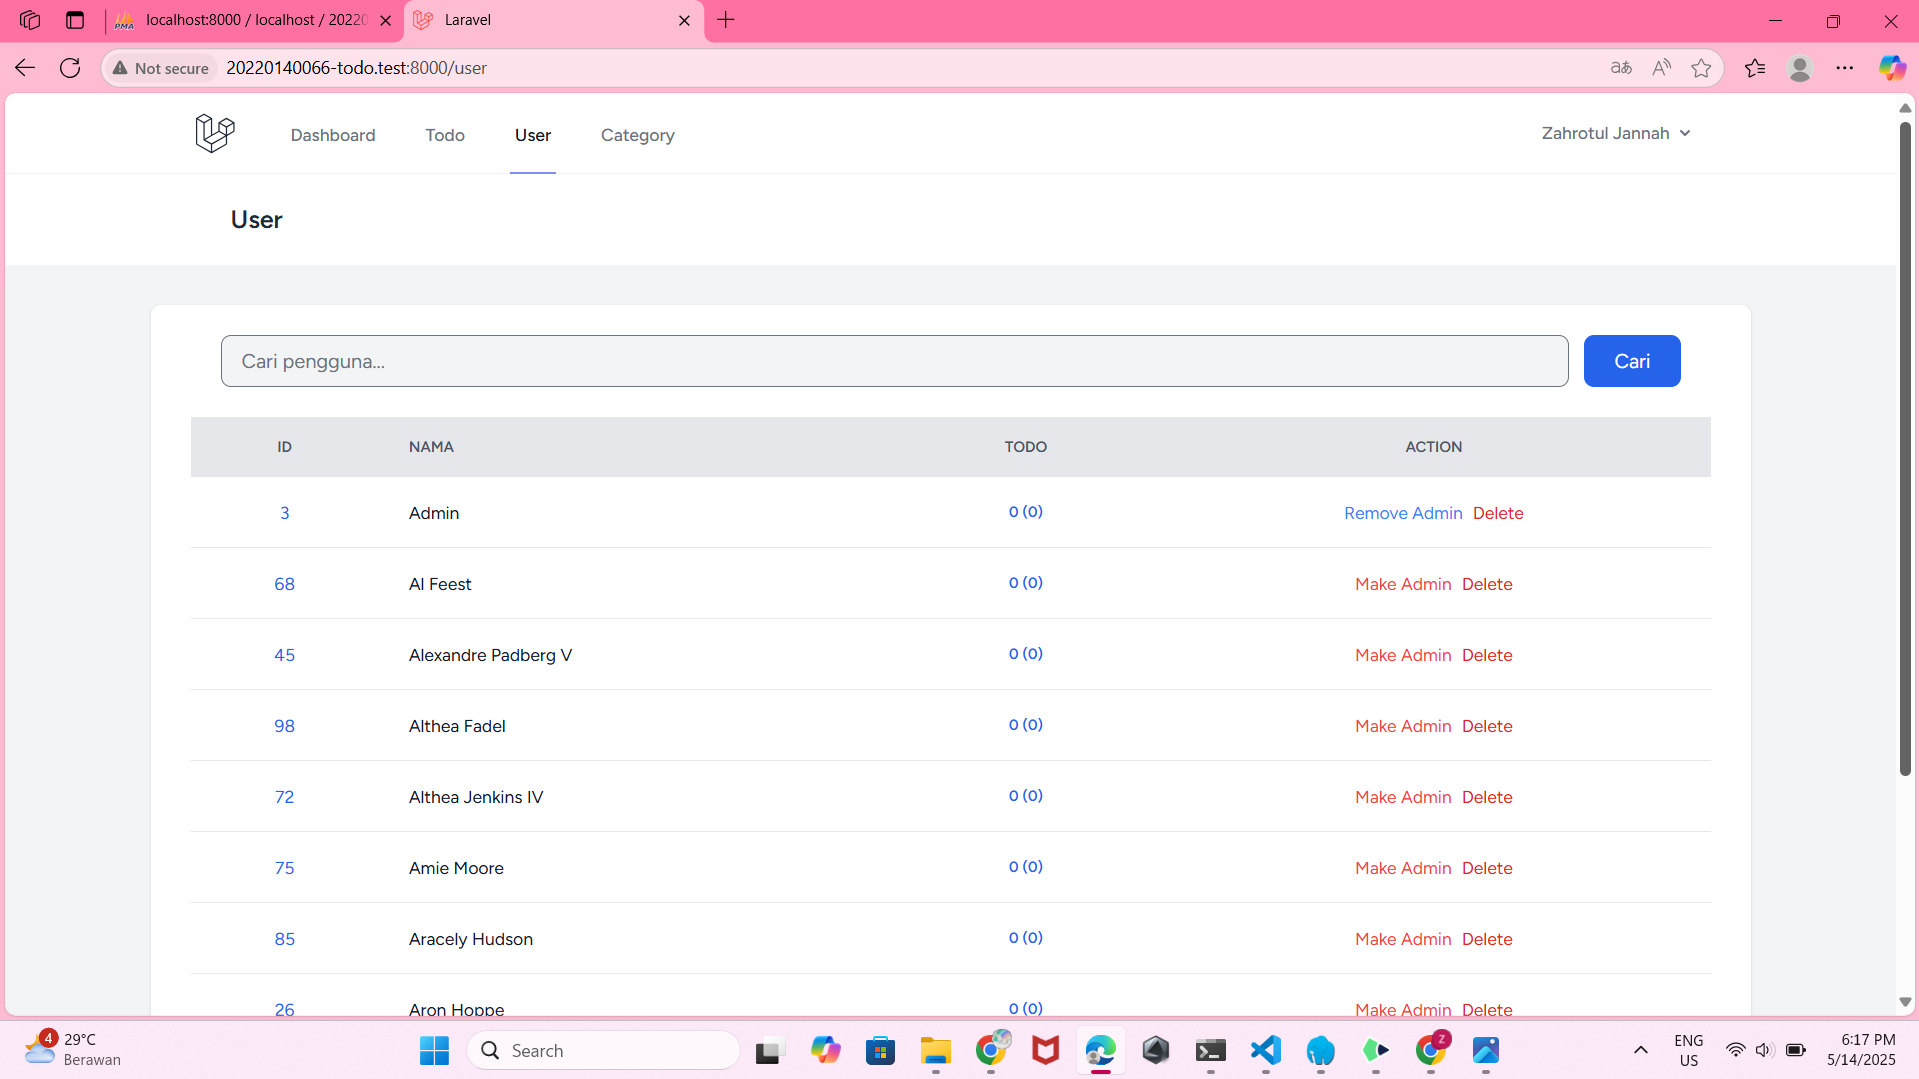 localhost:8000 / localhost / 20220
Laravel
Not secure
20220140066-todo.test:8000/user
Dashboard Todo User Category
Zahrotul Jannah
User
Cari pengguna...
Cari
ID NAMA TODO ACTION
3 Admin 0 (0) Remove Admin Delete
68 Al Feest 0 (0) Make Admin Delete
45 Alexandre Padberg V 0 (0) Make Admin Delete
98 Althea Fadel 0 (0) Make Admin Delete
72 Althea Jenkins IV 0 (0) Make Admin Delete
75 Amie Moore 0 (0) Make Admin Delete
85 Aracely Hudson 0 (0) Make Admin Delete
26 Aron Hoppe 0 (0) Make Admin Delete
4
29°C
Berawan
Search
Z
ENG
US
6:17 PM
5/14/2025